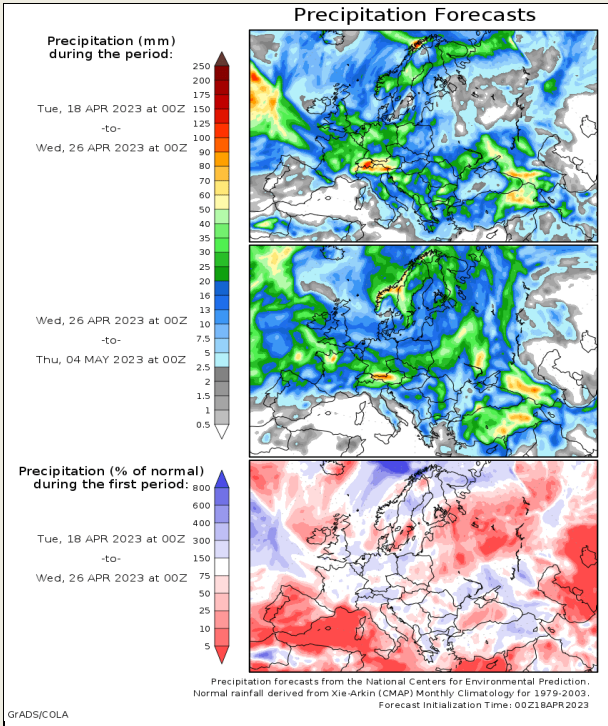 Precipitation Forecasts
Precipitation (mm)
during the period:
250
200
175
150
125
100
90
80
70
60
50
40
35
30
25
20
16
13
10
7.5
5
2.5
2
1.5
1
0.5
Tue, 18 APR 2023 at 00Z
-to-
Wed, 26 APR 2023 at 00Z
Wed, 26 APR 2023 at 00Z
-to-
Thu, 04 MAY 2023 at 00Z
Precipitation (% of normal)
during the first period:
800
600
400
300
150
75
50
25
10
5
Tue, 18 APR 2023 at 00Z
-to-
Wed, 26 APR 2023 at 00Z
Precipitation forecasts from the National Centers for Environmental Prediction.
Normal rainfall derived from Xie-Arkin (CMAP) Monthly Climatology for 1979-2003.
Forecast Initialization Time: 00Z18APR2023
GrADS/COLA